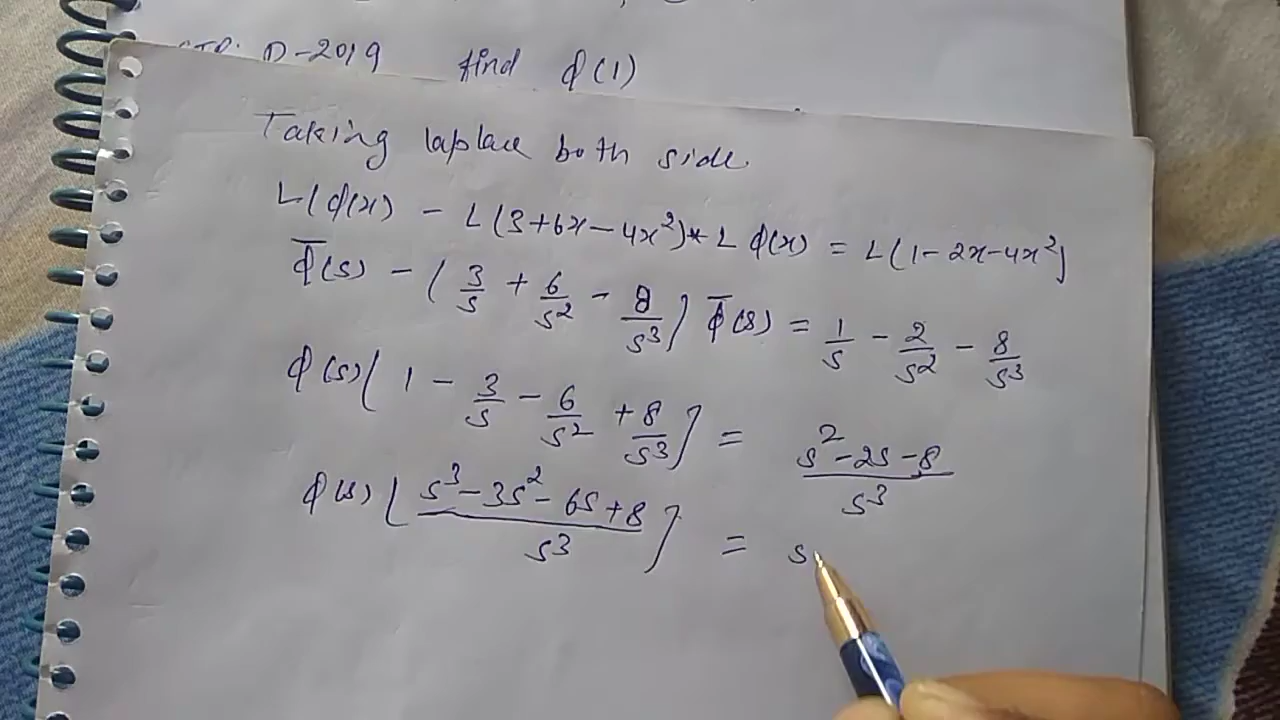 D-2019 find φ(1)
Taking laplace both side
L(φ(x) - L(3+6x-4x²)* L φ(x) = L(1-2x-4x²)
φ̅(s) - (3/s + 6/s² - 8/s³) φ̅(s) = 1/s - 2/s² - 8/s³
φ(s)(1 - 3/s - 6/s² + 8/s³) = (s²-2s-8)/s³
φ(s)((s³-3s²-6s+8)/s³) = s